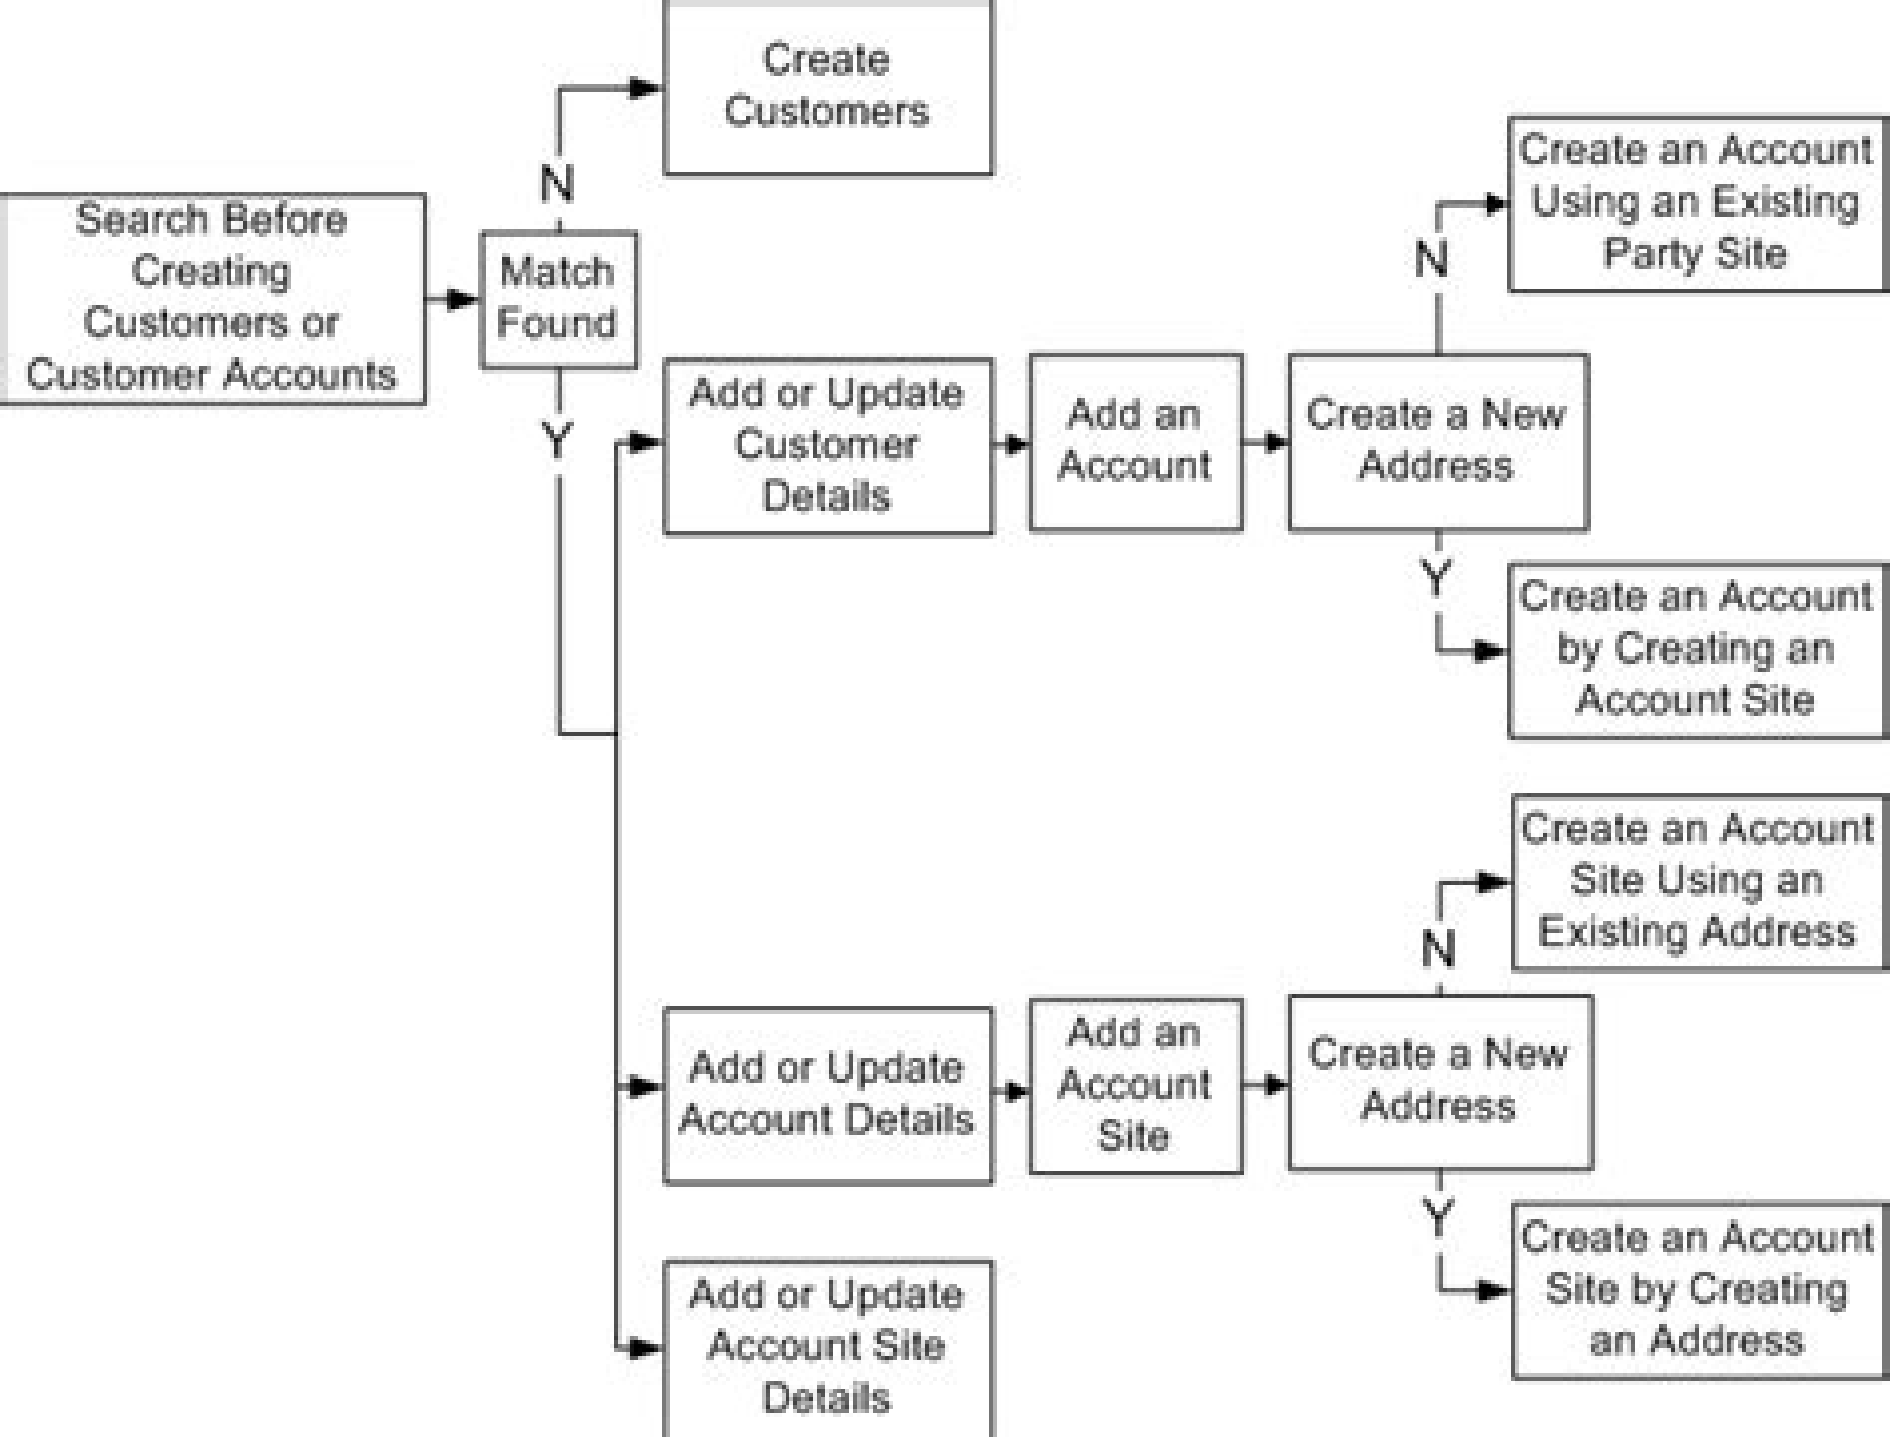 Create
Customers
N
Search Before
Creating
Customers or
Customer Accounts
Match
Found
Y
Add or Update
Customer
Details
Add an
Account
Create a New
Address
N
Create an Account
Using an Existing
Party Site
Y
Create an Account
by Creating an
Account Site
Add or Update
Account Details
Add an
Account
Site
Create a New
Address
N
Create an Account
Site Using an
Existing Address
Y
Create an Account
Site by Creating
an Address
Add or Update
Account Site
Details